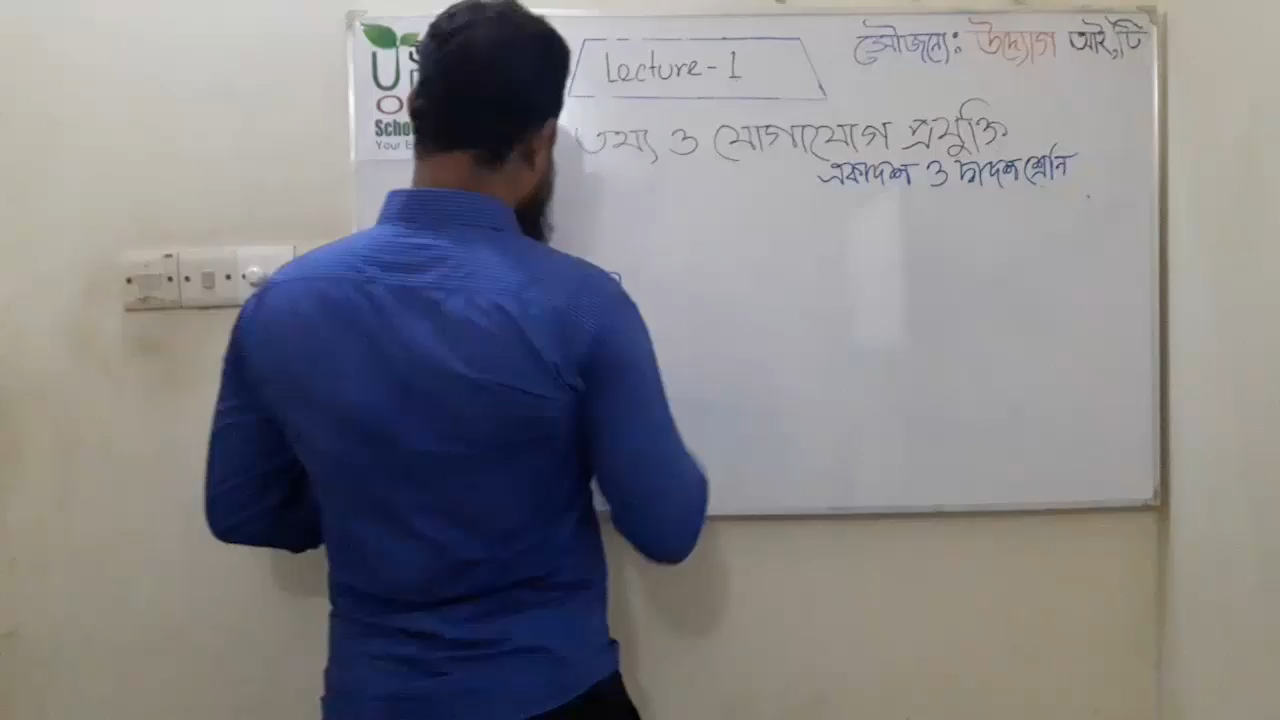 সৌজন্যে: উদ্যোগ আই.টি
Lecture-1
তথ্য ও যোগাযোগ প্রযুক্তি
একাদশ ও দ্বাদশ শ্রেনি